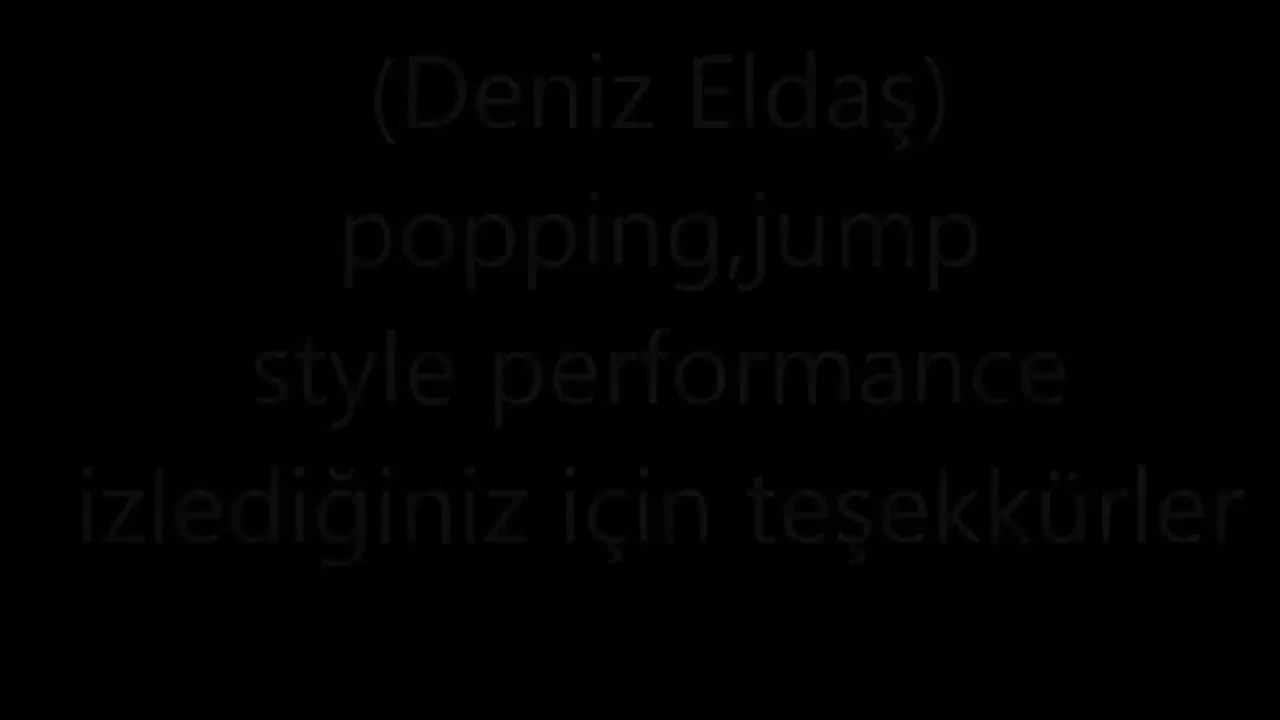 (Deniz Eldaş)
popping,jump
style performance
izlediğiniz için teşekkürler